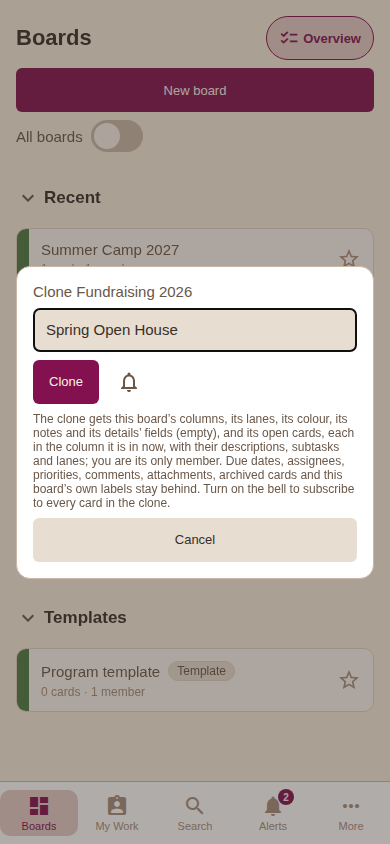 Boards
Overview
New board
All boards
Recent
Summer Camp 2027
Clone Fundraising 2026
Spring Open House
Clone
The clone gets this board's columns, its lanes, its colour, its
notes and its details' fields (empty), and its open cards, each
in the column it is in now, with their descriptions, subtasks
and lanes; you are its only member. Due dates, assignees,
priorities, comments, attachments, archived cards and this
board's own labels stay behind. Turn on the bell to subscribe
to every card in the clone.
Cancel
Templates
Program template Template
0 cards · 1 member
2
Boards My Work Search Alerts More